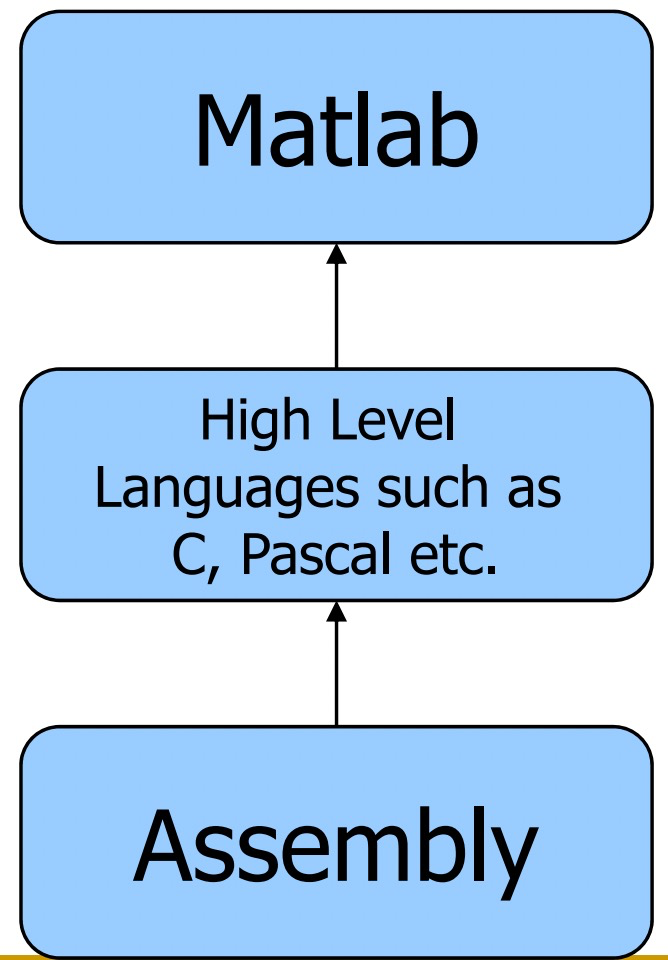 Matlab
High Level
Languages such as
C, Pascal etc.
Assembly